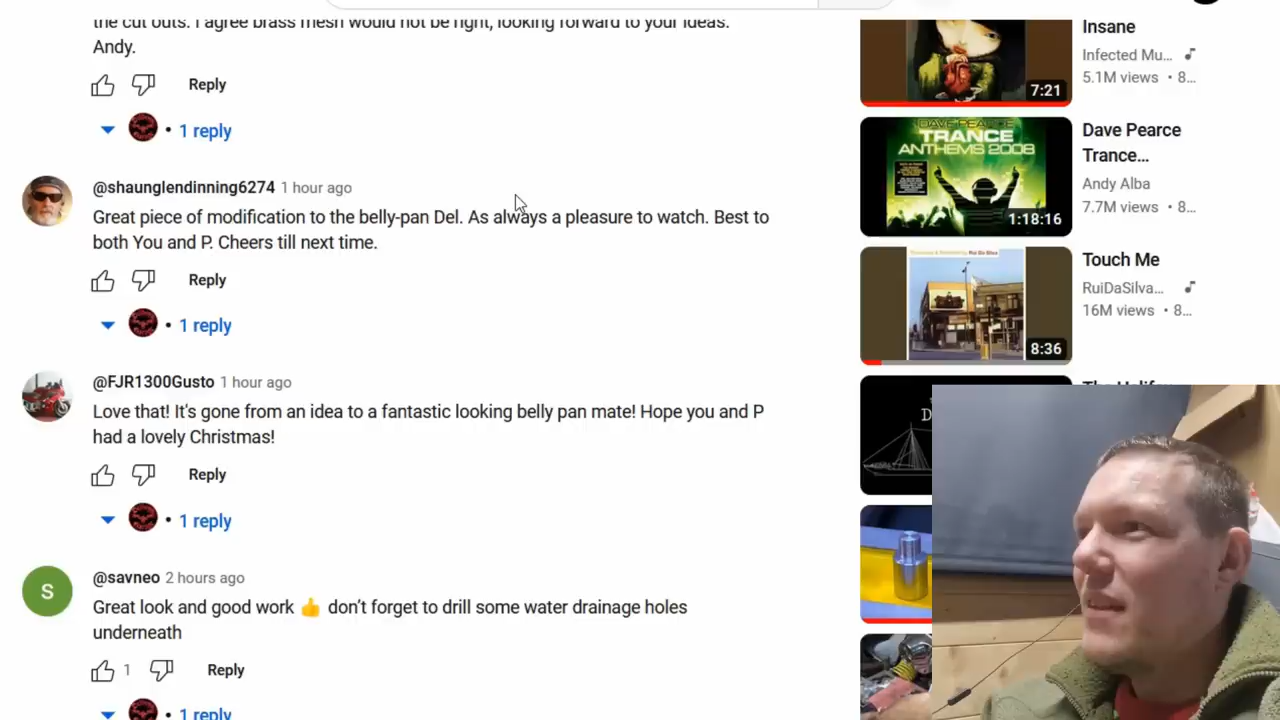 the cut outs. I agree brass mesh would not be right, looking forward to your ideas.
Andy.
Reply
• 1 reply
@shaunglendinning6274 1 hour ago
Great piece of modification to the belly-pan Del. As always a pleasure to watch. Best to
both You and P. Cheers till next time.
Reply
• 1 reply
@FJR1300Gusto 1 hour ago
Love that! It's gone from an idea to a fantastic looking belly pan mate! Hope you and P
had a lovely Christmas!
Reply
• 1 reply
S
@savneo 2 hours ago
Great look and good work 👍 don’t forget to drill some water drainage holes
underneath
1
Reply
• 1 reply
Insane
Infected Mu...
5.1M views • 8...
7:21
DAVE PEARCE
TRANCE
ANTHEMS 2008
1:18:16
Dave Pearce
Trance...
Andy Alba
7.7M views • 8...
8:36
Touch Me
RuiDaSilva...
16M views • 8...
D